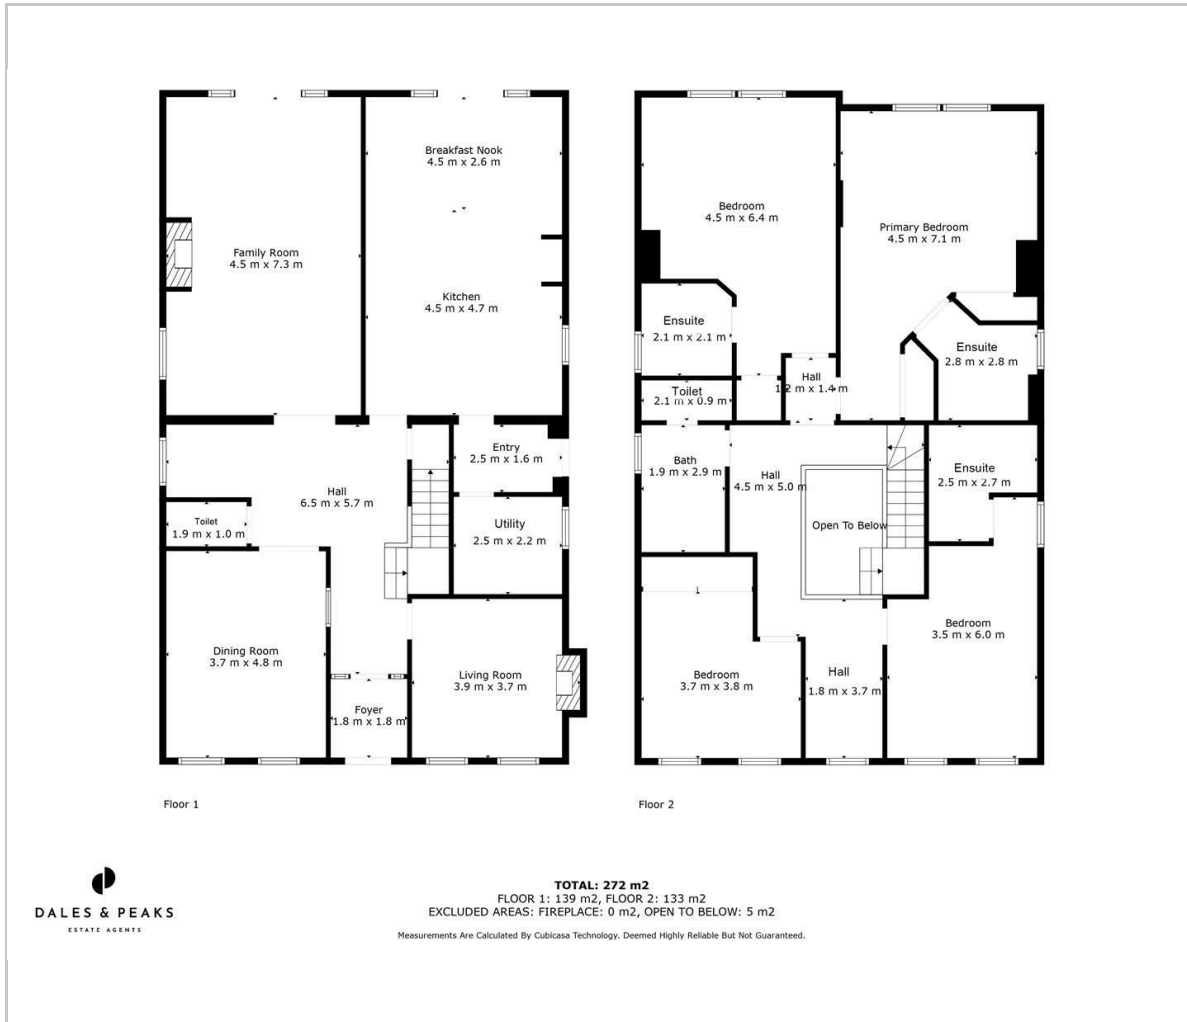 Breakfast Nook
4.5 m x 2.6 m
Family Room
4.5 m x 7.3 m
Kitchen
4.5 m x 4.7 m
Entry
2.5 m x 1.6 m
Hall
6.5 m x 5.7 m
Toilet
1.9 m x 1.0 m
Utility
2.5 m x 2.2 m
Dining Room
3.7 m x 4.8 m
Living Room
3.9 m x 3.7 m
Foyer
1.8 m x 1.8 m
Floor 1
Bedroom
4.5 m x 6.4 m
Primary Bedroom
4.5 m x 7.1 m
Ensuite
2.1 m x 2.1 m
Ensuite
2.8 m x 2.8 m
Hall
1.2 m x 1.4 m
Toilet
2.1 m x 0.9 m
Bath
1.9 m x 2.9 m
Hall
4.5 m x 5.0 m
Ensuite
2.5 m x 2.7 m
Open To Below
Bedroom
3.5 m x 6.0 m
Bedroom
3.7 m x 3.8 m
Hall
1.8 m x 3.7 m
Floor 2
DALES & PEAKS
ESTATE AGENTS
TOTAL: 272 m2
FLOOR 1: 139 m2, FLOOR 2: 133 m2
EXCLUDED AREAS: FIREPLACE: 0 m2, OPEN TO BELOW: 5 m2
Measurements Are Calculated By Cubicasa Technology. Deemed Highly Reliable But Not Guaranteed.